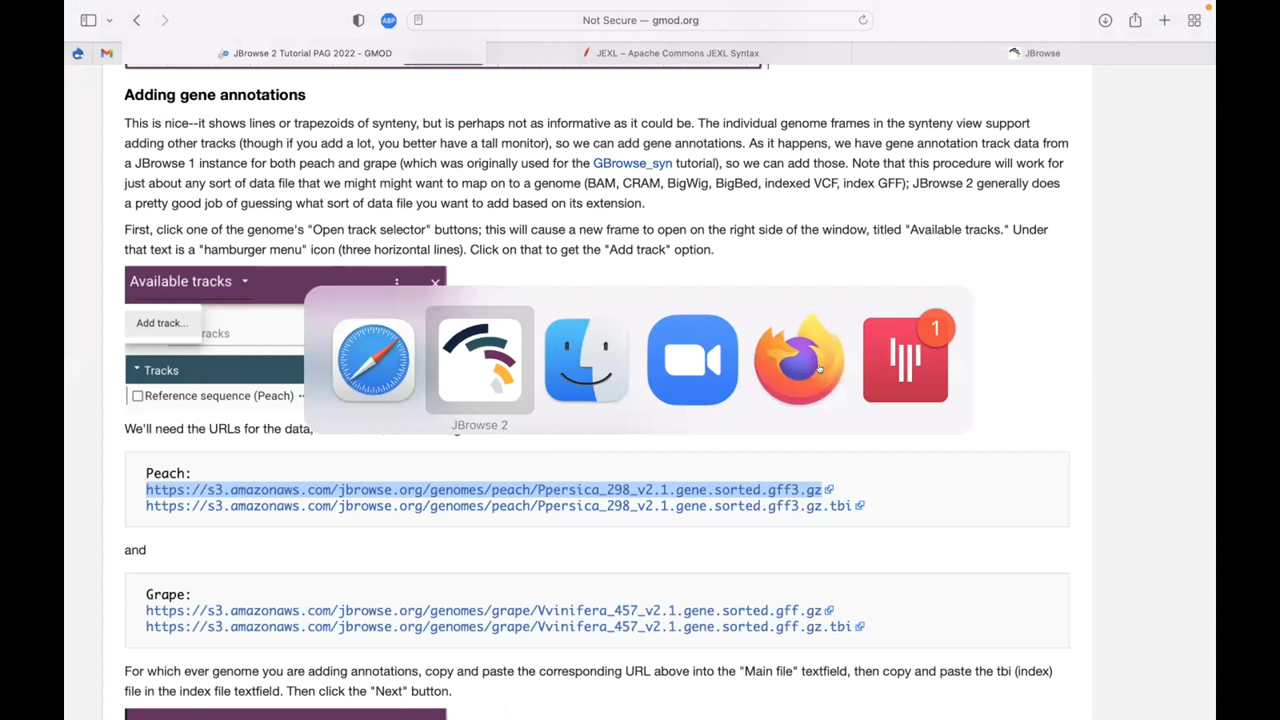 Not Secure — gmod.org
ABP
JBrowse 2 Tutorial PAG 2022 - GMOD
JEXL – Apache Commons JEXL Syntax
JBrowse
Adding gene annotations
This is nice--it shows lines or trapezoids of synteny, but is perhaps not as informative as it could be. The individual genome frames in the synteny view support
adding other tracks (though if you add a lot, you better have a tall monitor), so we can add gene annotations. As it happens, we have gene annotation track data from
a JBrowse 1 instance for both peach and grape (which was originally used for the GBrowse_syn tutorial), so we can add those. Note that this procedure will work for
just about any sort of data file that we might might want to map on to a genome (BAM, CRAM, BigWig, BigBed, indexed VCF, index GFF); JBrowse 2 generally does
a pretty good job of guessing what sort of data file you want to add based on its extension.
First, click one of the genome's "Open track selector" buttons; this will cause a new frame to open on the right side of the window, titled "Available tracks." Under
that text is a "hamburger menu" icon (three horizontal lines). Click on that to get the "Add track" option.
Available tracks
Add track...
racks
Tracks
Reference sequence (Peach)
1
JBrowse 2
We'll need the URLs for the data,
Peach:
https://s3.amazonaws.com/jbrowse.org/genomes/peach/Ppersica_298_v2.1.gene.sorted.gff3.gz
https://s3.amazonaws.com/jbrowse.org/genomes/peach/Ppersica_298_v2.1.gene.sorted.gff3.gz.tbi
and
Grape:
https://s3.amazonaws.com/jbrowse.org/genomes/grape/Vvinifera_457_v2.1.gene.sorted.gff.gz
https://s3.amazonaws.com/jbrowse.org/genomes/grape/Vvinifera_457_v2.1.gene.sorted.gff.gz.tbi
For which ever genome you are adding annotations, copy and paste the corresponding URL above into the "Main file" textfield, then copy and paste the tbi (index)
file in the index file textfield. Then click the "Next" button.